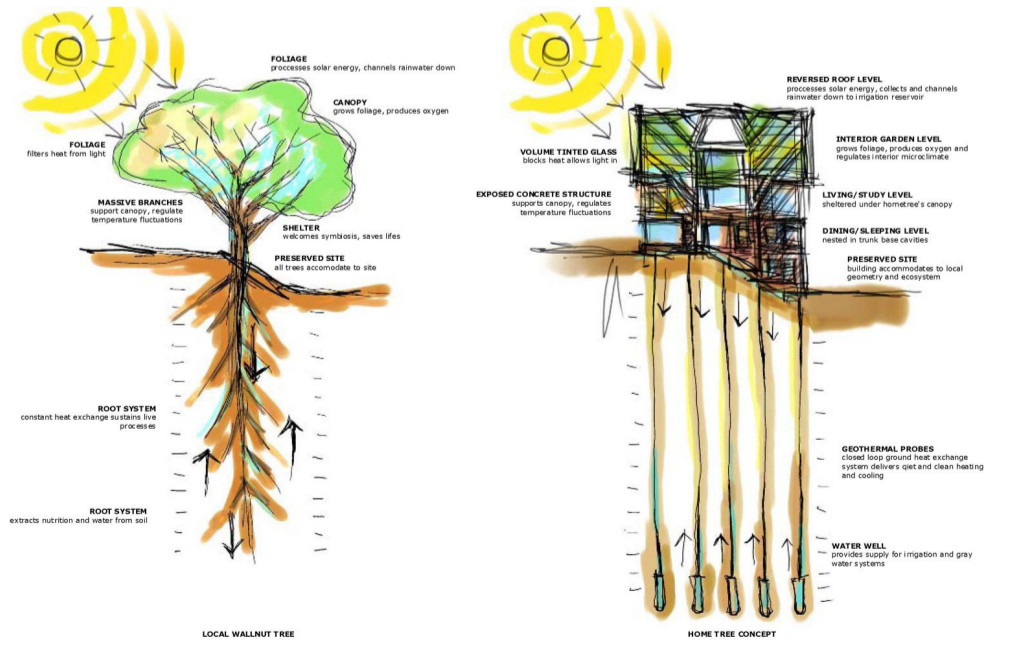 FOLIAGE
proccesses solar energy, channels rainwater down
CANOPY
grows foliage, produces oxygen
FOLIAGE
filters heat from light
MASSIVE BRANCHES
support canopy, regulate
temperature fluctuations
SHELTER
welcomes symbiosis, saves lifes
PRESERVED SITE
all trees accomodate to site
ROOT SYSTEM
constant heat exchange sustains live
processes
ROOT SYSTEM
extracts nutrition and water from soil
LOCAL WALLNUT TREE
REVERSED ROOF LEVEL
proccesses solar energy, collects and channels
rainwater down to irrigation reservoir
VOLUME TINTED GLASS
blocks heat allows light in
INTERIOR GARDEN LEVEL
grows foliage, produces oxygen and
regulates interior microclimate
EXPOSED CONCRETE STRUCTURE
supports canopy, regulates
temperature fluctuations
LIVING/STUDY LEVEL
sheltered under hometree's canopy
DINING/SLEEPING LEVEL
nested in trunk base cavities
PRESERVED SITE
building accommodates to local
geometry and ecosystem
GEOTHERMAL PROBES
closed loop ground heat exchange
system delivers qiet and clean heating
and cooling
WATER WELL
provides supply for irrigation and gray
water systems
HOME TREE CONCEPT